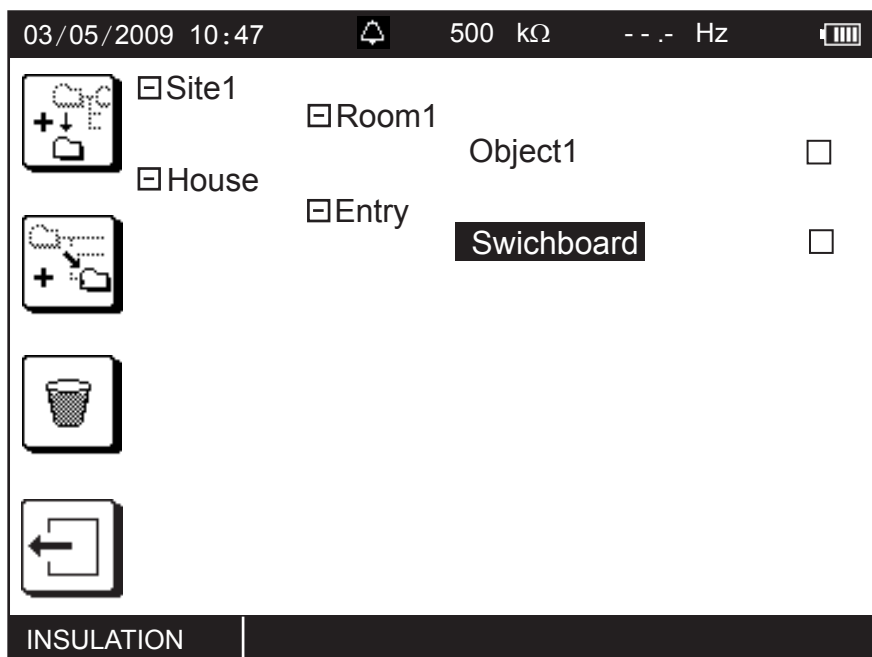 03/05/2009 10:47 500 kΩ - - .- Hz
Site1
Room1
Object1
House
Entry
Swichboard
INSULATION